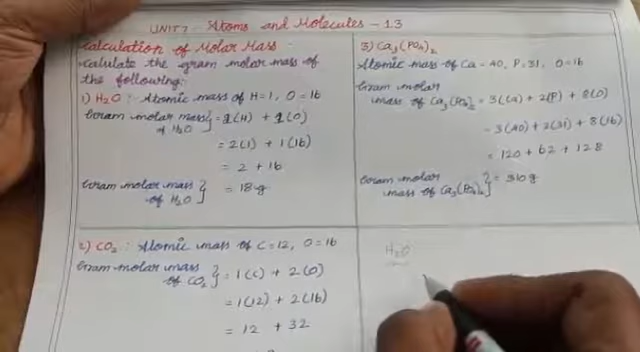 UNIT 7 - Atoms and Molecules - 13
Calculation of Molar Mass
Calulate the gram molar mass of
the following:
1) H₂O : Atomic mass of H=1, O=16
Gram molar mass
of H₂O } = 2(H) + 1(O)
= 2(1) + 1(16)
= 2 + 16
Gram molar mass
of H₂O } = 18g
2) CO₂ : Atomic mass of C=12, O=16
Gram molar mass
of CO₂ } = 1(C) + 2(O)
= 1(12) + 2(16)
= 12 + 32
3) Ca₃(PO₄)₂
Atomic mass of Ca=40, P=31, O=16
Gram molar
mass of Ca₃(PO₄)₂ = 3(Ca) + 2(P) + 8(O)
= 3(40) + 2(31) + 8(16)
= 120 + 62 + 128
Gram molar
mass of Ca₃(PO₄)₂ } = 310g
H₂O